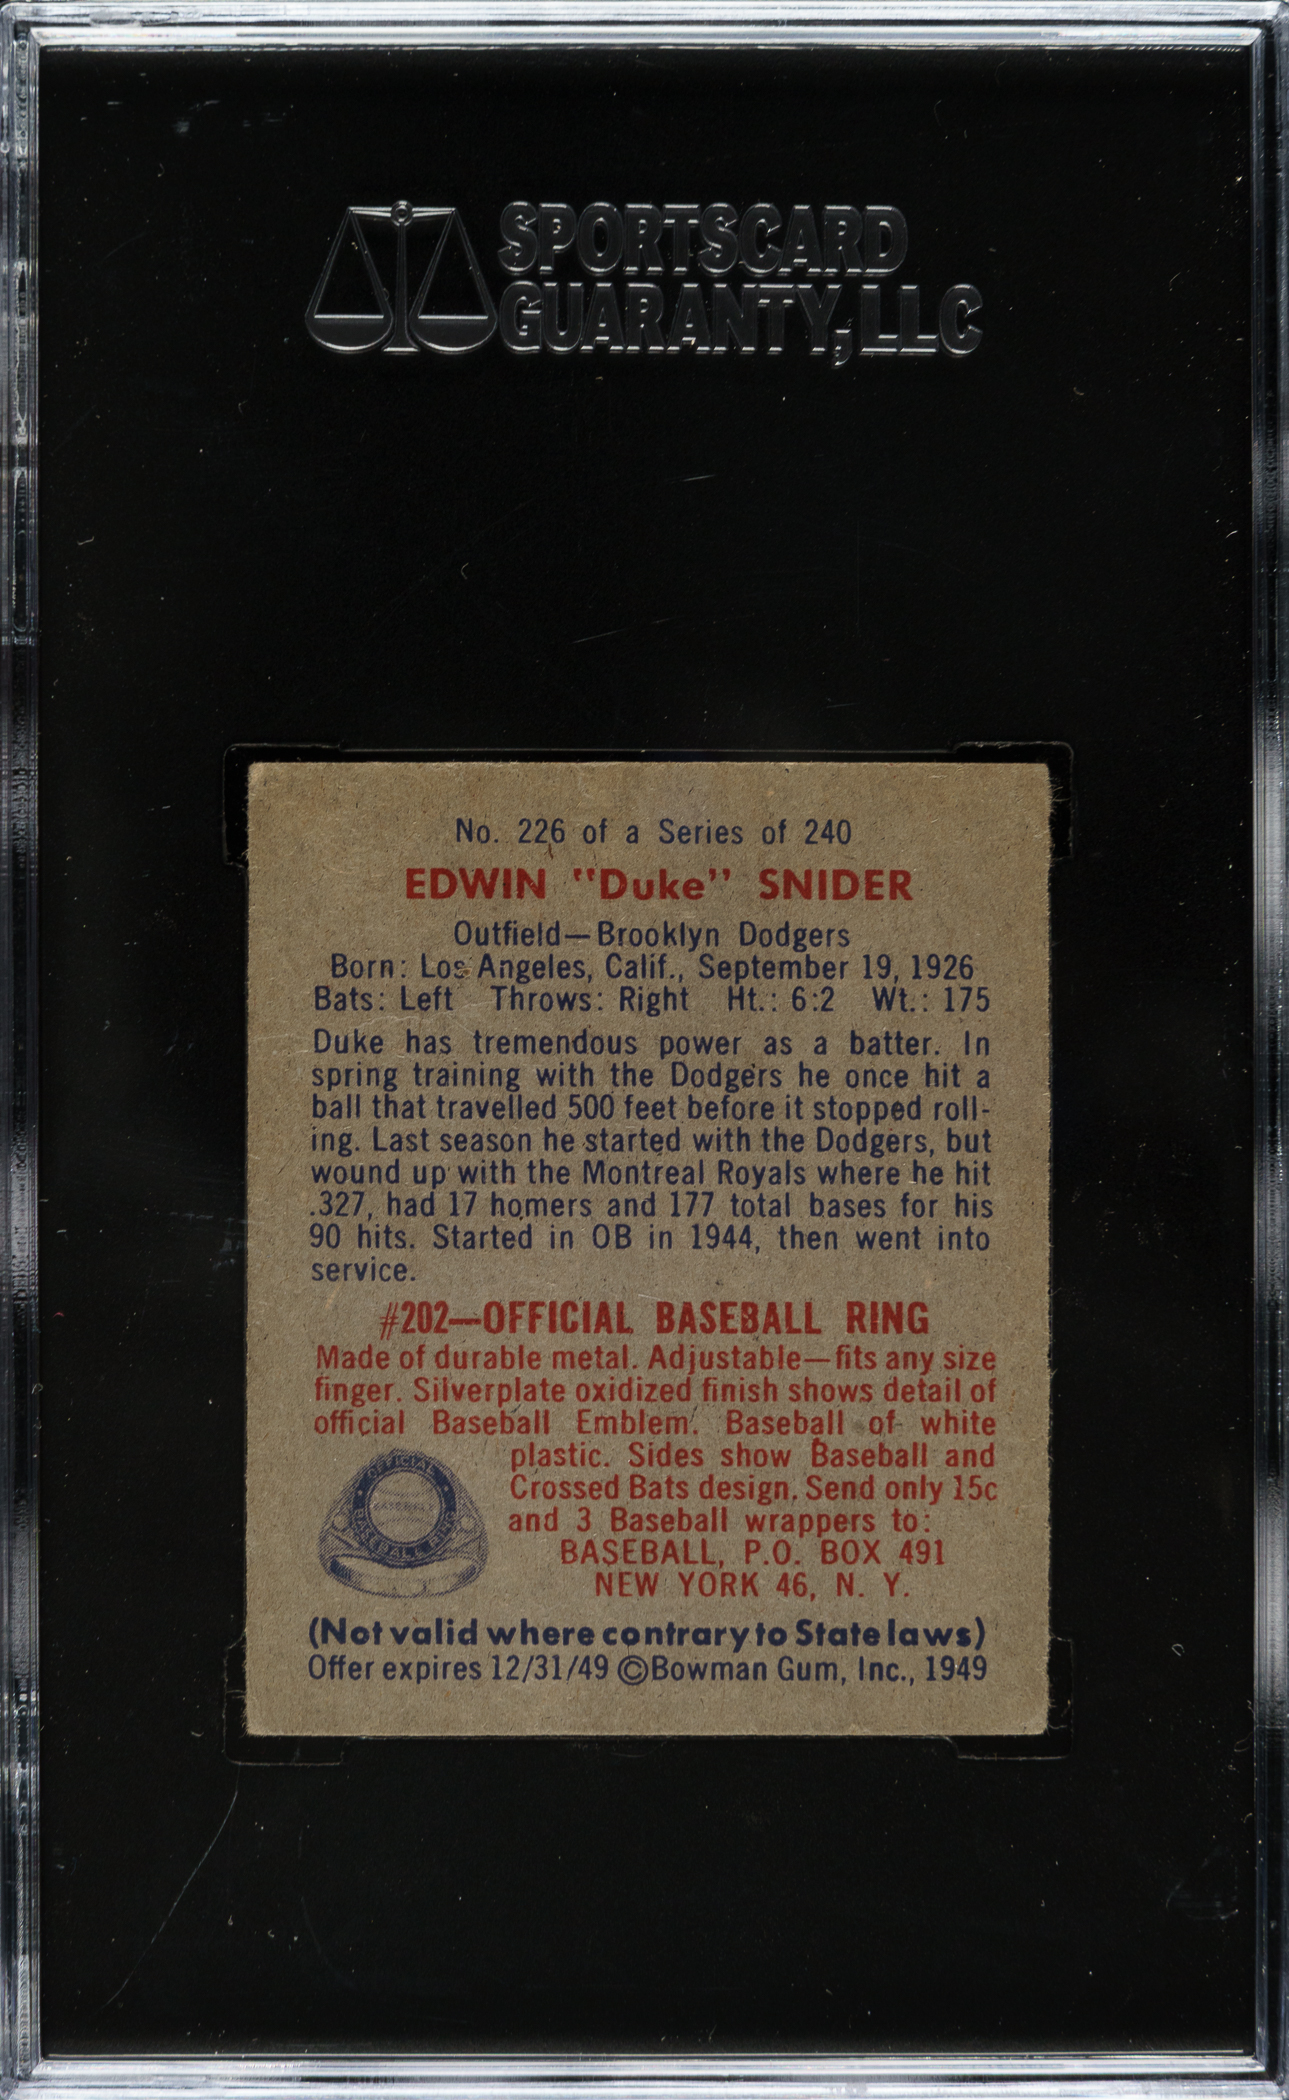 SPORTSCARD
GUARANTY, LLC
No. 226 of a Series of 240
EDWIN "Duke" SNIDER
Outfield—Brooklyn Dodgers
Born: Los Angeles, Calif., September 19, 1926
Bats: Left Throws: Right Ht.: 6:2 Wt.: 175
Duke has tremendous power as a batter. In
spring training with the Dodgers he once hit a
ball that travelled 500 feet before it stopped roll-
ing. Last season he started with the Dodgers, but
wound up with the Montreal Royals where he hit
.327, had 17 homers and 177 total bases for his
90 hits. Started in OB in 1944, then went into
service.
#202—OFFICIAL BASEBALL RING
Made of durable metal. Adjustable—fits any size
finger. Silverplate oxidized finish shows detail of
official Baseball Emblem. Baseball of white
plastic. Sides show Baseball and
Crossed Bats design. Send only 15c
and 3 Baseball wrappers to:
BASEBALL, P.O. BOX 491
NEW YORK 46, N. Y.
OFFICIAL
BASEBALL
BASEBALL RING
(Not valid where contrary to State laws)
Offer expires 12/31/49 ©Bowman Gum, Inc., 1949